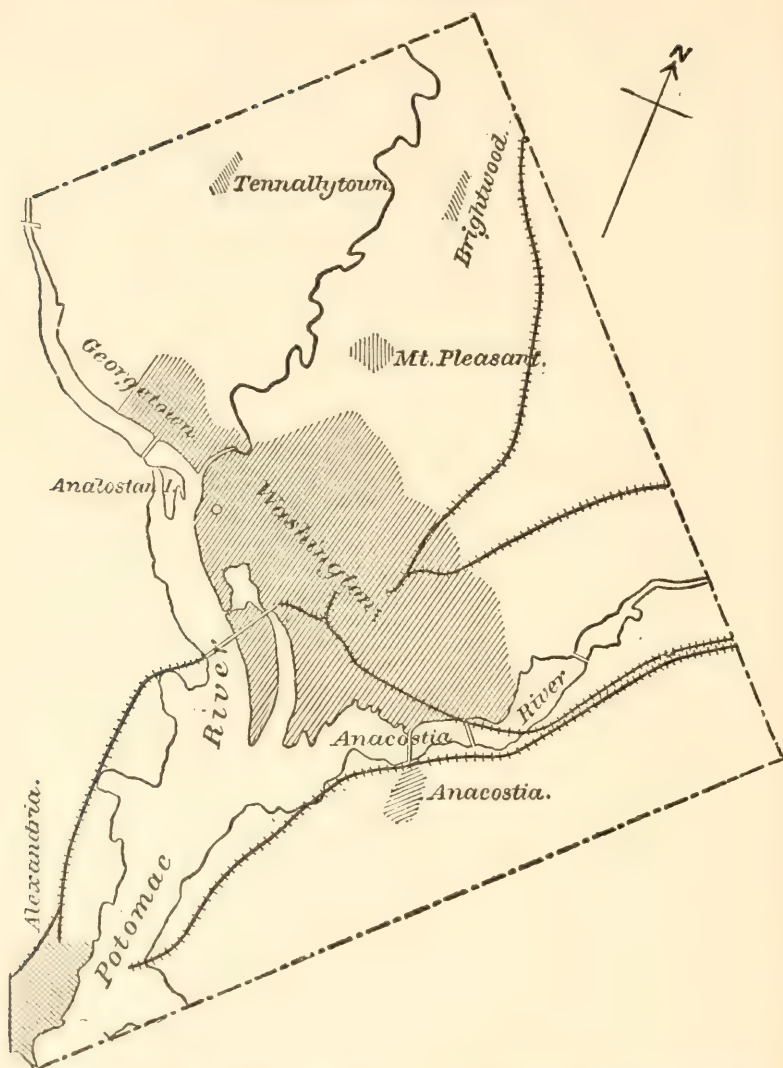 N
Tennallytown.
Brightwood.
Mt. Pleasant.
Georgetown
Analostan I.
Washington
River
River
Anacostia
Anacostia.
Alexandria.
Potomac